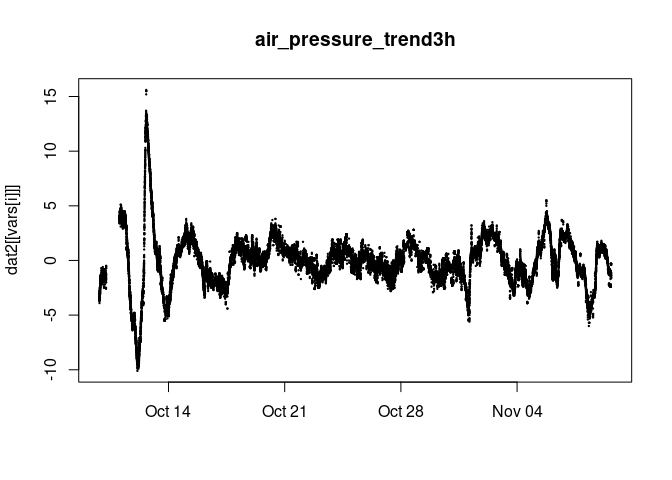 air_pressure_trend3h
dat2[[vars[i]]]
15
10
5
0
-5
-10
Oct 14
Oct 21
Oct 28
Nov 04